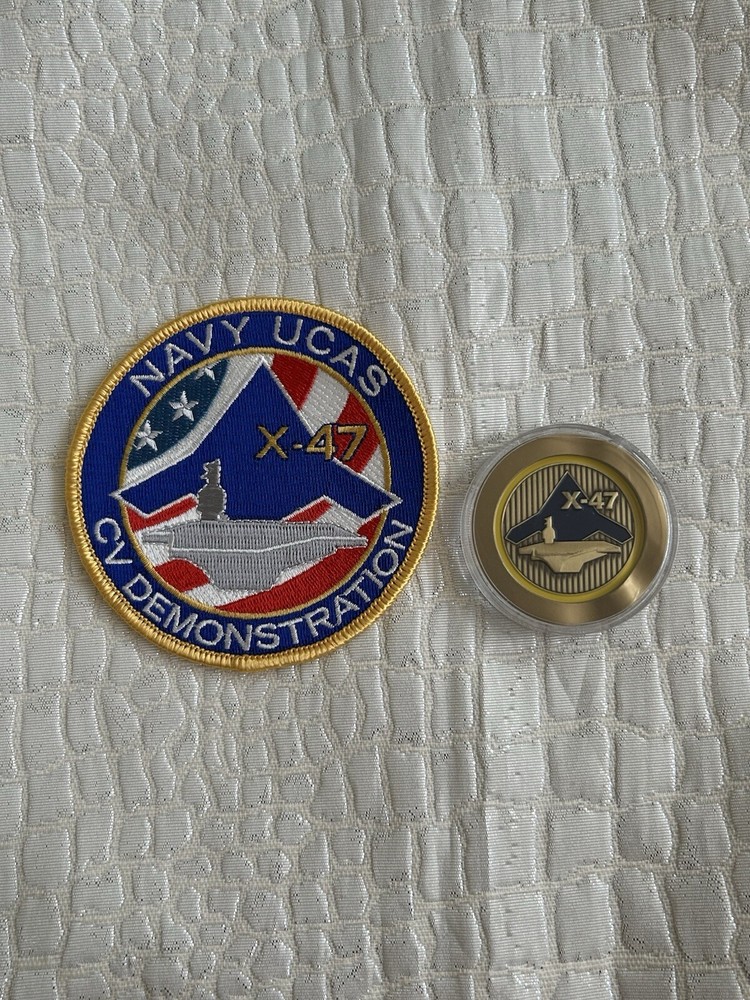 NAVY UCAS
X-47
CV DEMONSTRATION
X-47